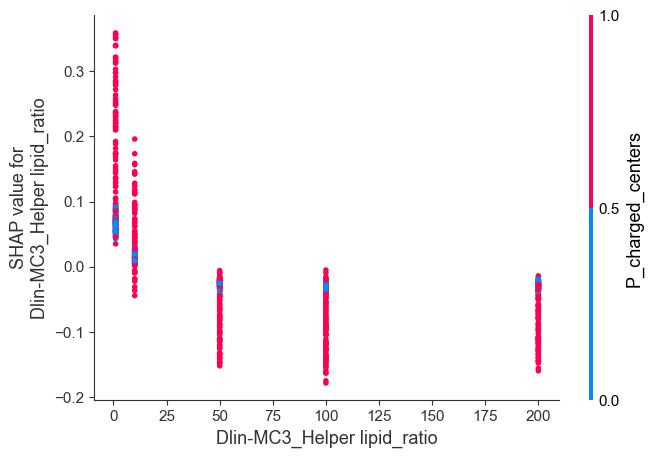 SHAP value for
Dlin-MC3_Helper lipid_ratio
0.3
0.2
0.1
0.0
−0.1
−0.2
0 25 50 75 100 125 150 175 200
Dlin-MC3_Helper lipid_ratio
1.0
0.5
0.0
P_charged_centers